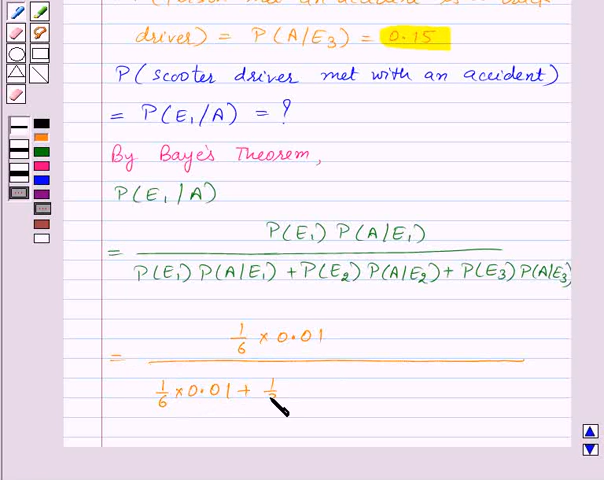 driver) = P(A/E₃) = 0.15
P(scooter driver met with an accident)
= P(E₁/A) = ?
By Baye's Theorem,
P(E₁/A)
P(E₁) P(A/E₁)
= P(E₁) P(A/E₁) + P(E₂) P(A/E₂) + P(E₃) P(A/E₃)
1/6 × 0.01
= 1/6 × 0.01 +